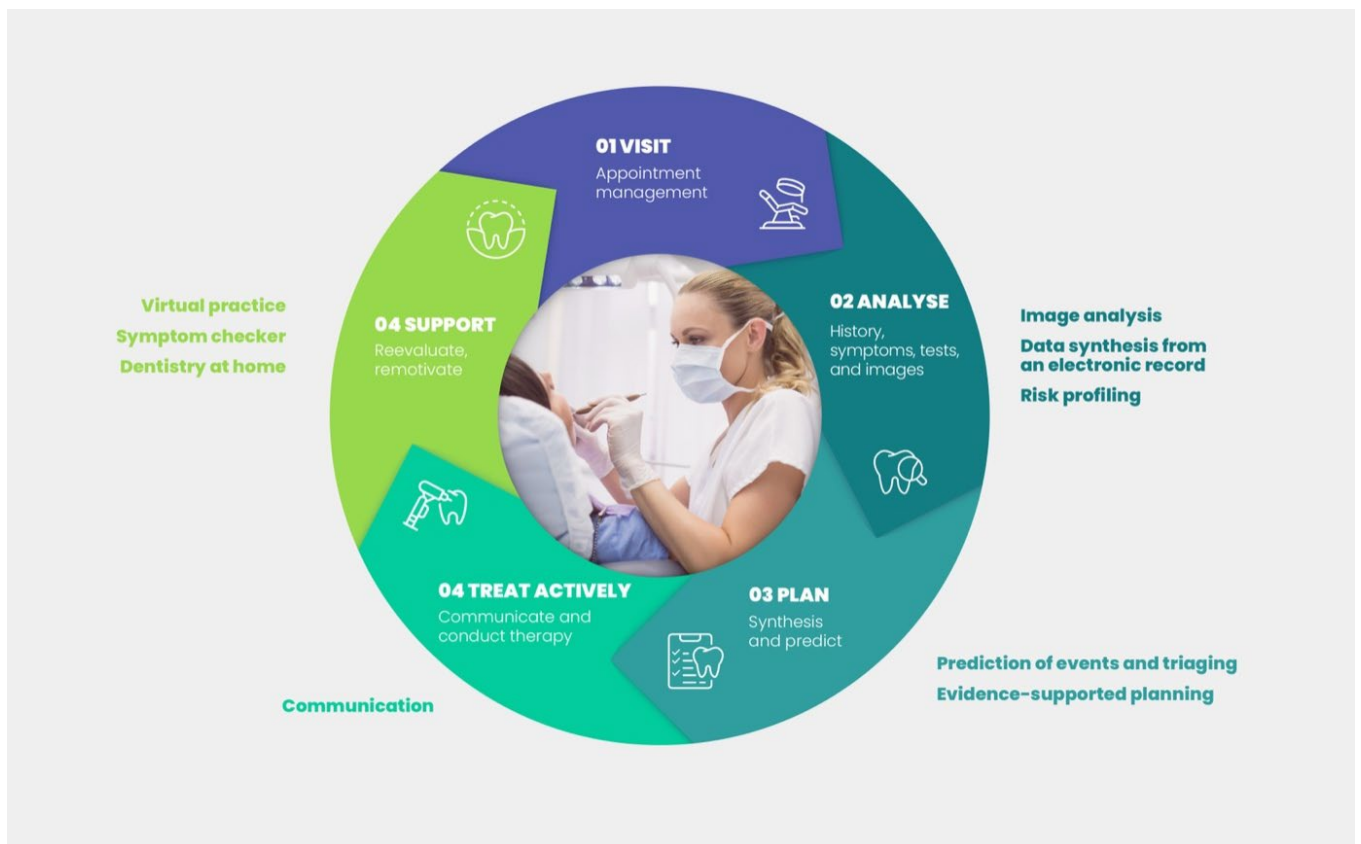 01 VISIT
Appointment
management
02 ANALYSE
History,
symptoms, tests,
and images
Image analysis
Data synthesis from
an electronic record
Risk profiling
03 PLAN
Synthesis
and predict
Prediction of events and triaging
Evidence-supported planning
04 TREAT ACTIVELY
Communicate and
conduct therapy
Communication
04 SUPPORT
Reevaluate,
remotivate
Virtual practice
Symptom checker
Dentistry at home